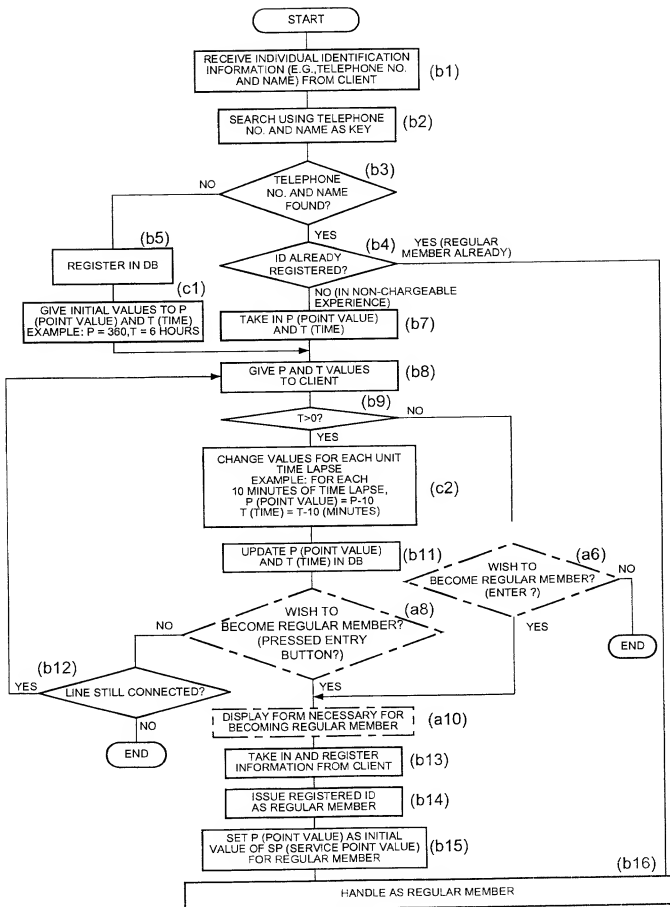 START
RECEIVE INDIVIDUAL IDENTIFICATION
INFORMATION (E.G.,TELEPHONE NO.
AND NAME) FROM CLIENT
(b1)
SEARCH USING TELEPHONE
NO. AND NAME AS KEY
(b2)
(b3)
TELEPHONE
NO. AND NAME
FOUND?
NO
YES
(b5)
REGISTER IN DB
(b4)
ID ALREADY
REGISTERED?
YES (REGULAR
MEMBER ALREADY)
(c1)
GIVE INITIAL VALUES TO P
(POINT VALUE) AND T (TIME)
EXAMPLE: P = 360,T = 6 HOURS
NO (IN NON-CHARGEABLE
EXPERIENCE)
TAKE IN P (POINT VALUE)
AND T (TIME)
(b7)
GIVE P AND T VALUES
TO CLIENT
(b8)
(b9)
T>0?
NO
YES
CHANGE VALUES FOR EACH UNIT
TIME LAPSE
EXAMPLE: FOR EACH
10 MINUTES OF TIME LAPSE,
P (POINT VALUE) = P-10
T (TIME) = T-10 (MINUTES)
(c2)
UPDATE P (POINT VALUE)
AND T (TIME) IN DB
(b11)
(a6)
WISH TO
BECOME REGULAR MEMBER?
(ENTER ?)
NO
YES
END
(a8)
WISH TO
BECOME REGULAR MEMBER?
(PRESSED ENTRY
BUTTON?)
NO
YES
(b12)
LINE STILL CONNECTED?
YES
NO
END
DISPLAY FORM NECESSARY FOR
BECOMING REGULAR MEMBER
(a10)
TAKE IN AND REGISTER
INFORMATION FROM CLIENT
(b13)
ISSUE REGISTERED ID
AS REGULAR MEMBER
(b14)
SET P (POINT VALUE) AS INITIAL
VALUE OF SP (SERVICE POINT VALUE)
FOR REGULAR MEMBER
(b15)
(b16)
HANDLE AS REGULAR MEMBER